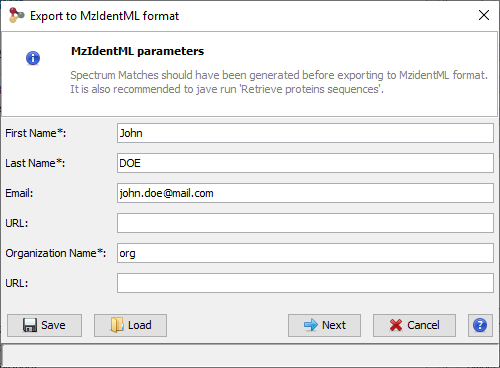 Export to MzIdentML format
MzIdentML parameters
Spectrum Matches should have been generated before exporting to MzidentML format.
It is also recommended to jave run 'Retrieve proteins sequences'.
First Name*: John
Last Name*: DOE
Email: john.doe@mail.com
URL:
Organization Name*: org
URL:
Save Load Next Cancel ?